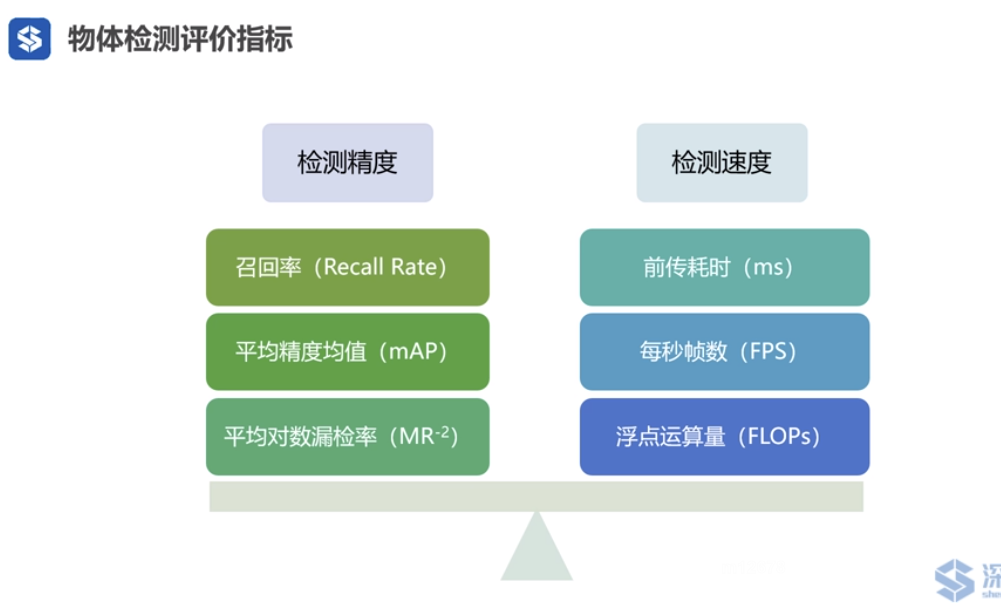 物体检测评价指标
检测精度
召回率（Recall Rate）
平均精度均值（mAP）
平均对数漏检率（MR-2）
检测速度
前传耗时（ms）
每秒帧数（FPS）
浮点运算量（FLOPs）
深
she